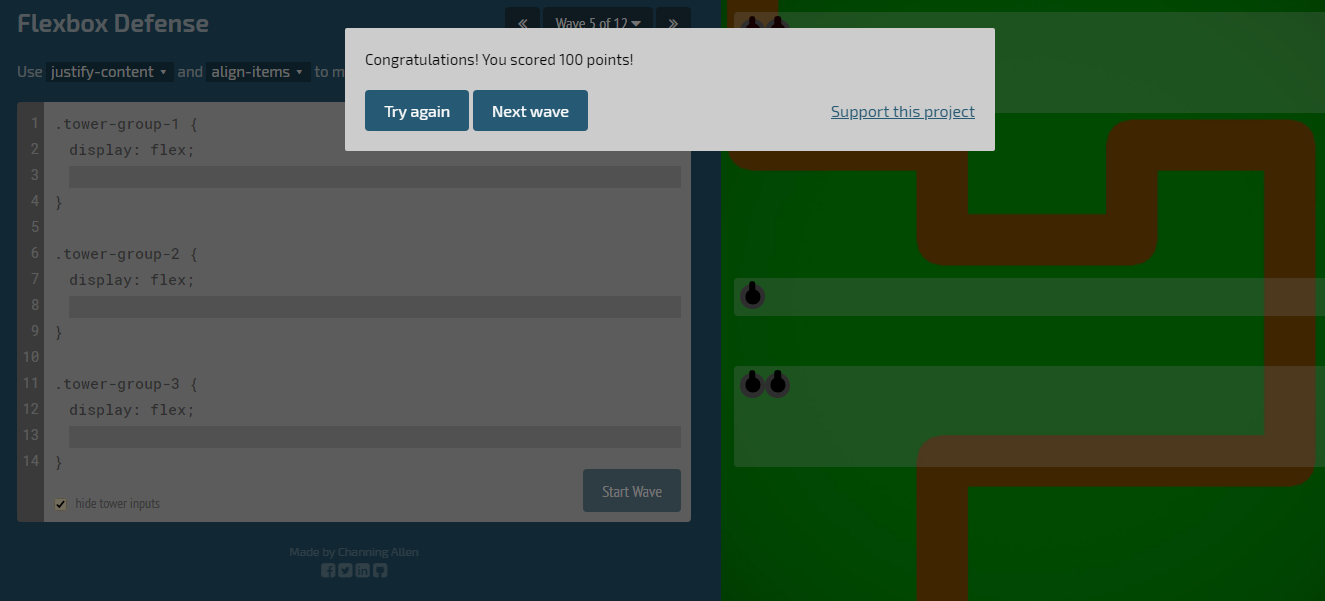 Flexbox Defense
« Wave 5 of 12 »
Use justify-content and align-items to m
Congratulations! You scored 100 points!
Try again Next wave Support this project
1 .tower-group-1 {
2 display: flex;
3
4 }
5
6 .tower-group-2 {
7 display: flex;
8
9 }
10
11 .tower-group-3 {
12 display: flex;
13
14 }
hide tower inputs
Start Wave
Made by Channing Allen